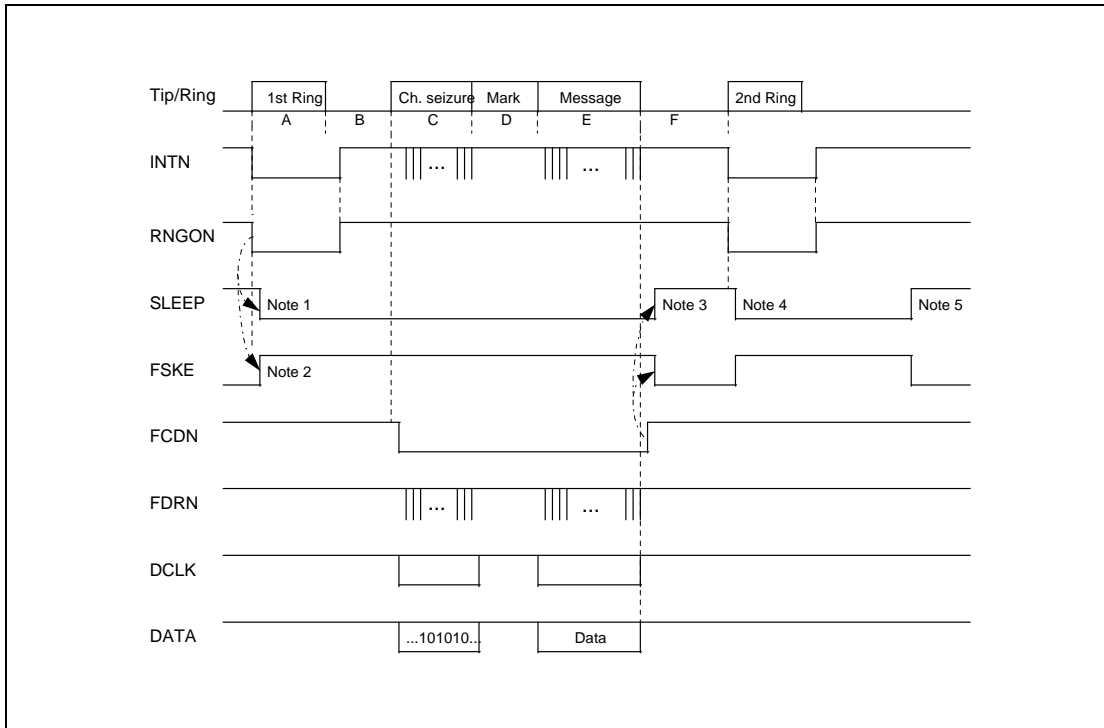 Tip/Ring 1st Ring Ch. seizure Mark Message 2nd Ring
A B C D E F
INTN ... ...
RNGON
SLEEP Note 1 Note 3 Note 4 Note 5
FSKE Note 2
FCDN
FDRN ... ...
DCLK
DATA ...101010... Data